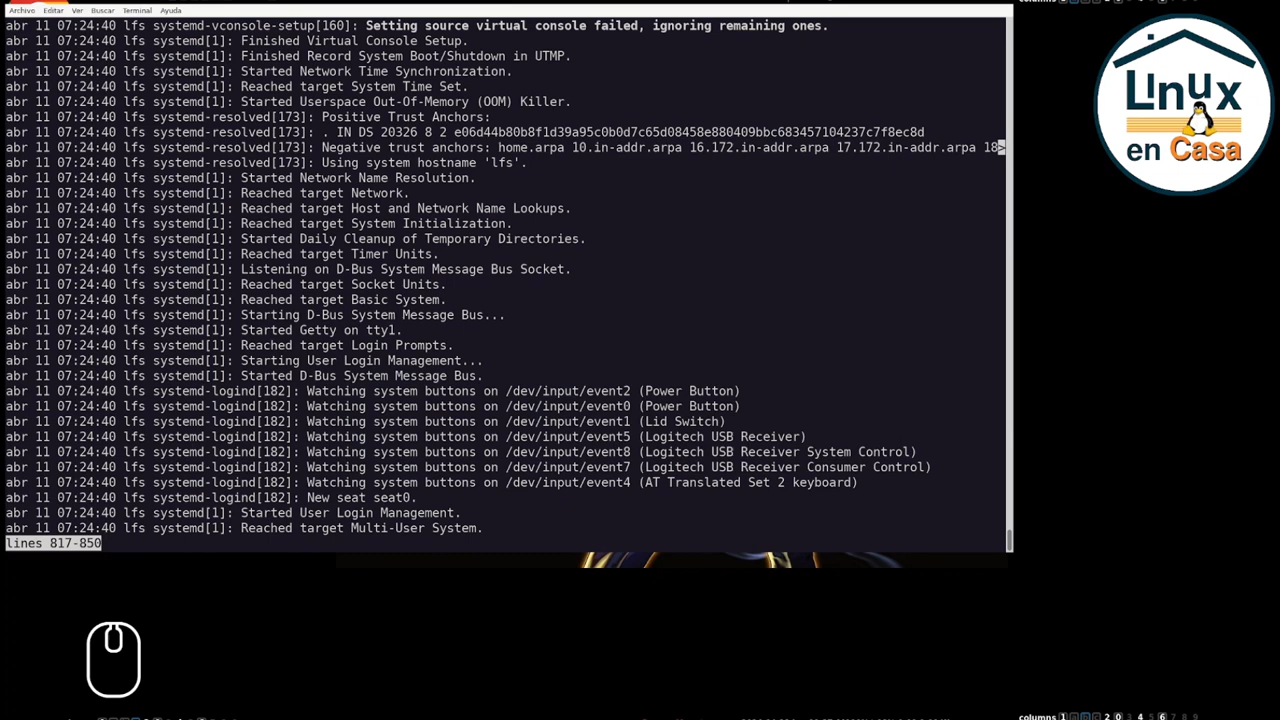 Archivo Editar Ver Buscar Terminal Ayuda
abr 11 07:24:40 lfs systemd-vconsole-setup[160]: Setting source virtual console failed, ignoring remaining ones.
abr 11 07:24:40 lfs systemd[1]: Finished Virtual Console Setup.
abr 11 07:24:40 lfs systemd[1]: Finished Record System Boot/Shutdown in UTMP.
abr 11 07:24:40 lfs systemd[1]: Started Network Time Synchronization.
abr 11 07:24:40 lfs systemd[1]: Reached target System Time Set.
abr 11 07:24:40 lfs systemd[1]: Started Userspace Out-Of-Memory (OOM) Killer.
abr 11 07:24:40 lfs systemd-resolved[173]: Positive Trust Anchors:
abr 11 07:24:40 lfs systemd-resolved[173]: . IN DS 20326 8 2 e06d44b80b8f1d39a95c0b0d7c65d08458e880409bbc683457104237c7f8ec8d
abr 11 07:24:40 lfs systemd-resolved[173]: Negative trust anchors: home.arpa 10.in-addr.arpa 16.172.in-addr.arpa 17.172.in-addr.arpa 18>
abr 11 07:24:40 lfs systemd-resolved[173]: Using system hostname 'lfs'.
abr 11 07:24:40 lfs systemd[1]: Started Network Name Resolution.
abr 11 07:24:40 lfs systemd[1]: Reached target Network.
abr 11 07:24:40 lfs systemd[1]: Reached target Host and Network Name Lookups.
abr 11 07:24:40 lfs systemd[1]: Reached target System Initialization.
abr 11 07:24:40 lfs systemd[1]: Started Daily Cleanup of Temporary Directories.
abr 11 07:24:40 lfs systemd[1]: Reached target Timer Units.
abr 11 07:24:40 lfs systemd[1]: Listening on D-Bus System Message Bus Socket.
abr 11 07:24:40 lfs systemd[1]: Reached target Socket Units.
abr 11 07:24:40 lfs systemd[1]: Reached target Basic System.
abr 11 07:24:40 lfs systemd[1]: Starting D-Bus System Message Bus...
abr 11 07:24:40 lfs systemd[1]: Started Getty on tty1.
abr 11 07:24:40 lfs systemd[1]: Reached target Login Prompts.
abr 11 07:24:40 lfs systemd[1]: Starting User Login Management...
abr 11 07:24:40 lfs systemd[1]: Started D-Bus System Message Bus.
abr 11 07:24:40 lfs systemd-logind[182]: Watching system buttons on /dev/input/event2 (Power Button)
abr 11 07:24:40 lfs systemd-logind[182]: Watching system buttons on /dev/input/event0 (Power Button)
abr 11 07:24:40 lfs systemd-logind[182]: Watching system buttons on /dev/input/event1 (Lid Switch)
abr 11 07:24:40 lfs systemd-logind[182]: Watching system buttons on /dev/input/event5 (Logitech USB Receiver)
abr 11 07:24:40 lfs systemd-logind[182]: Watching system buttons on /dev/input/event8 (Logitech USB Receiver System Control)
abr 11 07:24:40 lfs systemd-logind[182]: Watching system buttons on /dev/input/event7 (Logitech USB Receiver Consumer Control)
abr 11 07:24:40 lfs systemd-logind[182]: Watching system buttons on /dev/input/event4 (AT Translated Set 2 keyboard)
abr 11 07:24:40 lfs systemd-logind[182]: New seat seat0.
abr 11 07:24:40 lfs systemd[1]: Started User Login Management.
abr 11 07:24:40 lfs systemd[1]: Reached target Multi-User System.
lines 817-850
Linux
en Casa
columns